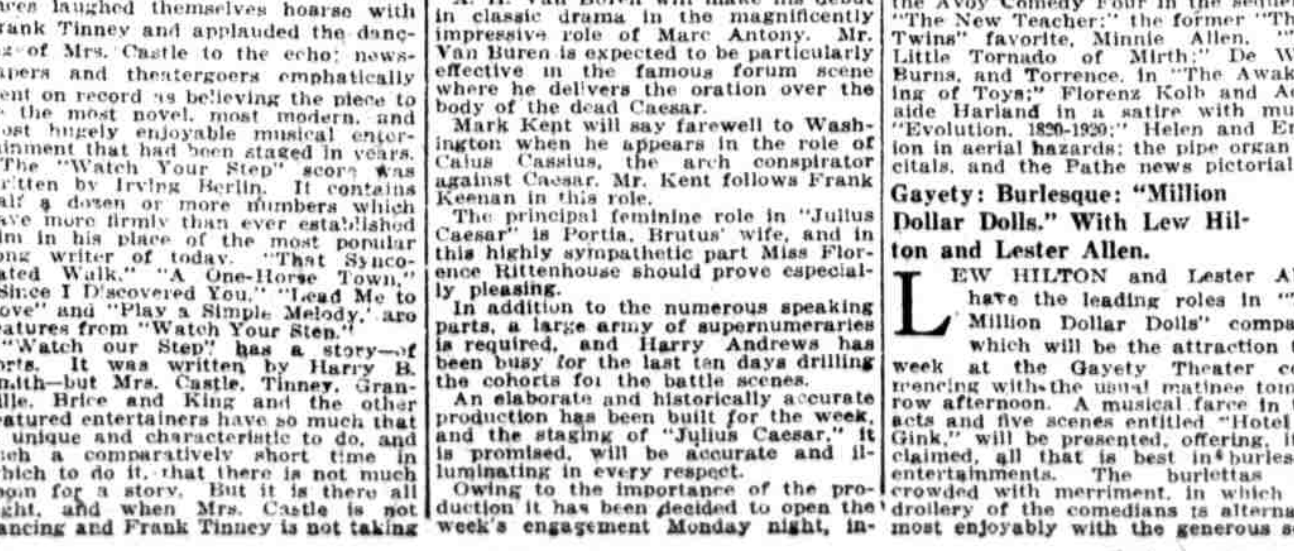 laughed themselves hoarse with
Frank Tinney and applauded the danc-
of Mrs. Castle to the echo; news-
and theatergoers emphatically
on record as believing the piece to
the most novel, most modern, and
hugely enjoyable musical enter-
that had been staged in years.
The "Watch Your Step" score was
by Irving Berlin. It contains
a dozen or more numbers which
more firmly than ever established
in his place of the most popular
writer of today. "That Synco-
Walk," "A One-Horse Town,"
Since I Discovered You," "Lead Me to
and "Play a Simple Melody,' are
from "Watch Your Step."
"Watch our Step" has a story—of
It was written by Harry B.
but Mrs. Castle, Tinney, Gran-
Brice and King and the other
entertainers have so much that
unique and characteristic to do, and
a comparatively short time in
which to do it, that there is not much
for a story. But it is there all
and when Mrs. Castle is not
and Frank Tinney is not taking
in classic drama in the magnificently
impressive role of Marc Antony. Mr.
Van Buren is expected to be particularly
effective in the famous forum scene
where he delivers the oration over the
body of the dead Caesar.
Mark Kent will say farewell to Wash-
ington when he appears in the role of
Caius Cassius, the arch conspirator
against Caesar. Mr. Kent follows Frank
Keenan in this role.
The principal feminine role in "Julius
Caesar" is Portia, Brutus' wife, and in
this highly sympathetic part Miss Flor-
ence Rittenhouse should prove especial-
ly pleasing.
In addition to the numerous speaking
parts, a large army of supernumeraries
is required, and Harry Andrews has
been busy for the last ten days drilling
the cohorts for the battle scenes.
An elaborate and historically accurate
production has been built for the week,
and the staging of "Julius Caesar," it
is promised, will be accurate and il-
luminating in every respect.
Owing to the importance of the pro-
duction it has been decided to open the
week's engagement Monday night, in-
the Avoy Comedy Four in the
"The New Teacher;" the former
Twins" favorite, Minnie Allen,
Little Tornado of Mirth;" De
Burns, and Torrence, in "The
ing of Toys;" Florenz Kolb and
aide Harland in a satire with
"Evolution, 1820-1920;" Helen and
ion in aerial hazards; the pipe organ
citals, and the Pathe news pictorial
Gayety: Burlesque: "Million
Dollar Dolls." With Lew Hil-
ton and Lester Allen.
LEW HILTON and Lester
have the leading roles in
Million Dollar Dolls"
which will be the attraction
week at the Gayety Theater
mencing with the usual matinee
row afternoon. A musical farce in
acts and five scenes entitled "Hotel
Gink," will be presented, offering,
claimed, all that is best in
entertainments. The burlettas
crowded with merriment, in which
drollery of the comedians is
most enjoyably with the generous